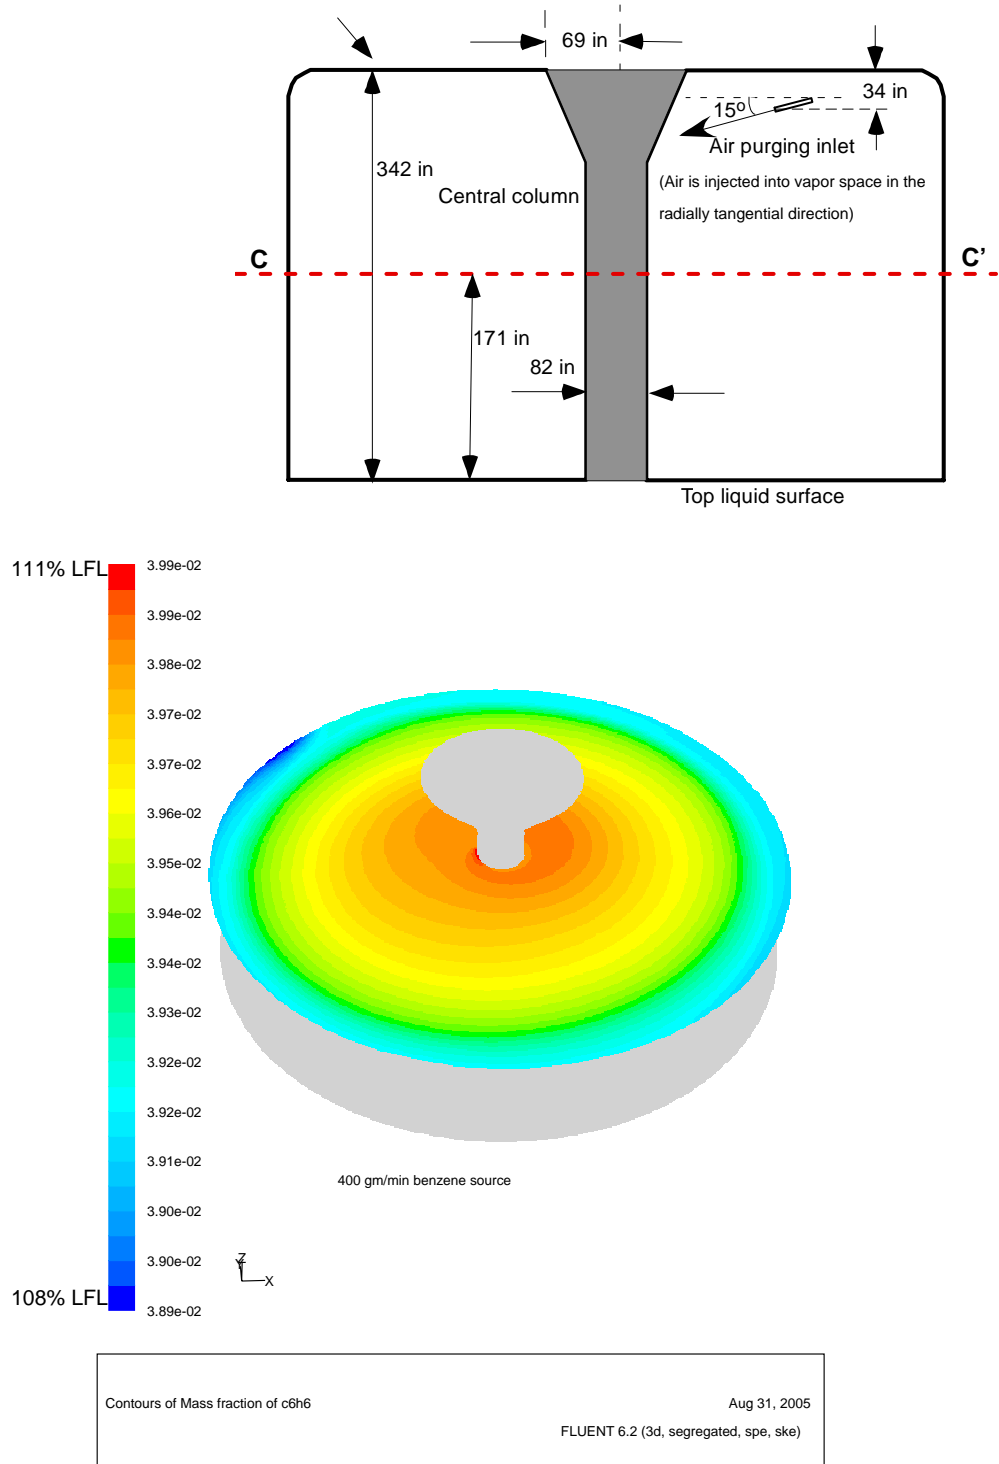 69 in
34 in
15º
Air purging inlet
342 in
(Air is injected into vapor space in the
Central column
radially tangential direction)
C
C'
171 in
82 in
Top liquid surface
111% LFL
3.99e-02
3.99e-02
3.98e-02
3.97e-02
3.97e-02
3.96e-02
3.95e-02
3.94e-02
3.94e-02
3.93e-02
3.92e-02
3.92e-02
3.91e-02
3.90e-02
3.90e-02
108% LFL
3.89e-02
400 gm/min benzene source
Z
Y
X
Contours of Mass fraction of c6h6
Aug 31, 2005
FLUENT 6.2 (3d, segregated, spe, ske)